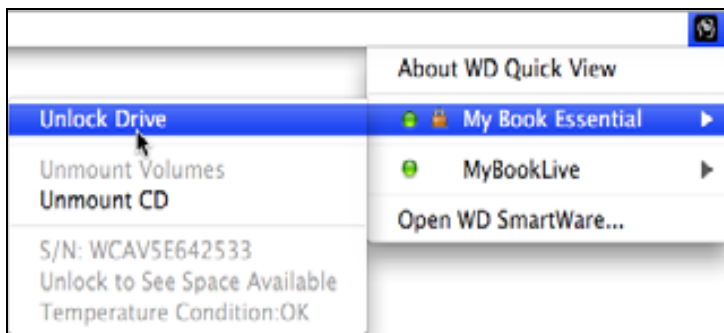 About WD Quick View
My Book Essential
MyBookLive
Open WD SmartWare...
Unlock Drive
Unmount Volumes
Unmount CD
S/N: WCAV5E642533
Unlock to See Space Available
Temperature Condition:OK